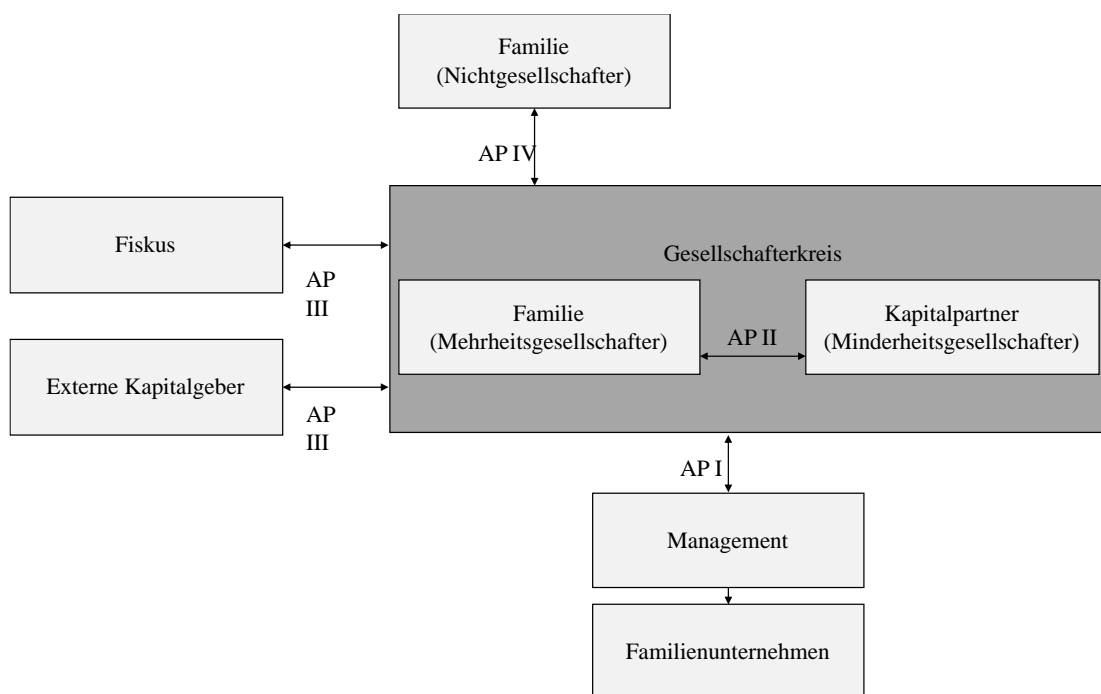 Familie
(Nichtgesellschafter)
AP IV
Fiskus
AP
III
Gesellschafterkreis
Familie
(Mehrheitsgesellschafter)
AP II
Kapitalpartner
(Minderheitsgesellschafter)
Externe Kapitalgeber
AP
III
AP I
Management
Familienunternehmen